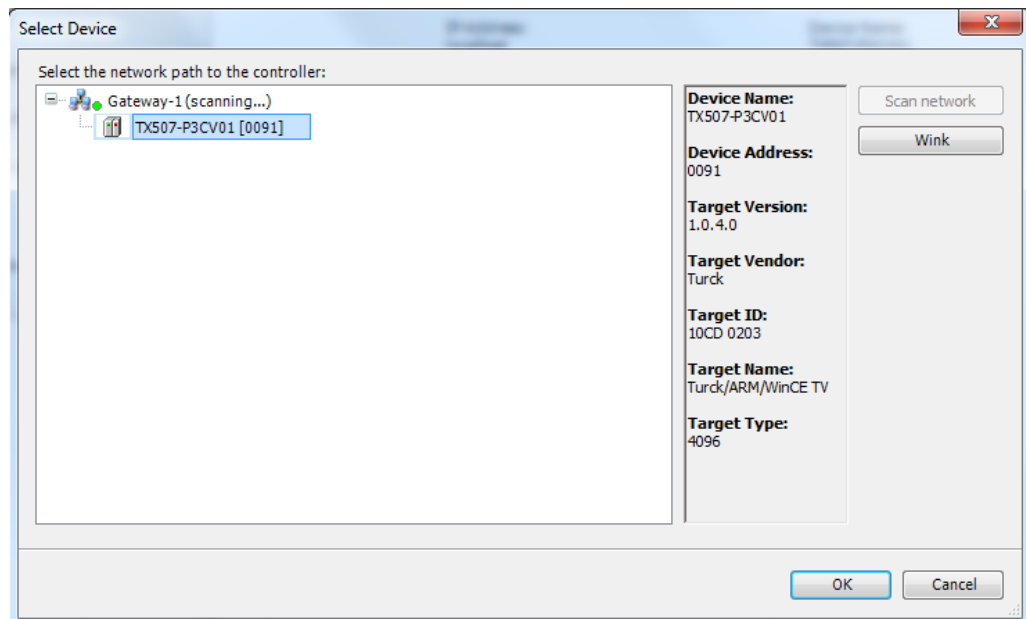 Select Device
Select the network path to the controller:
Gateway-1 (scanning...)
TX507-P3CV01 [0091]
Device Name:
TX507-P3CV01
Device Address:
0091
Target Version:
1.0.4.0
Target Vendor:
Turck
Target ID:
10CD 0203
Target Name:
Turck/ARM/WinCE TV
Target Type:
4096
Scan network
Wink
OK
Cancel